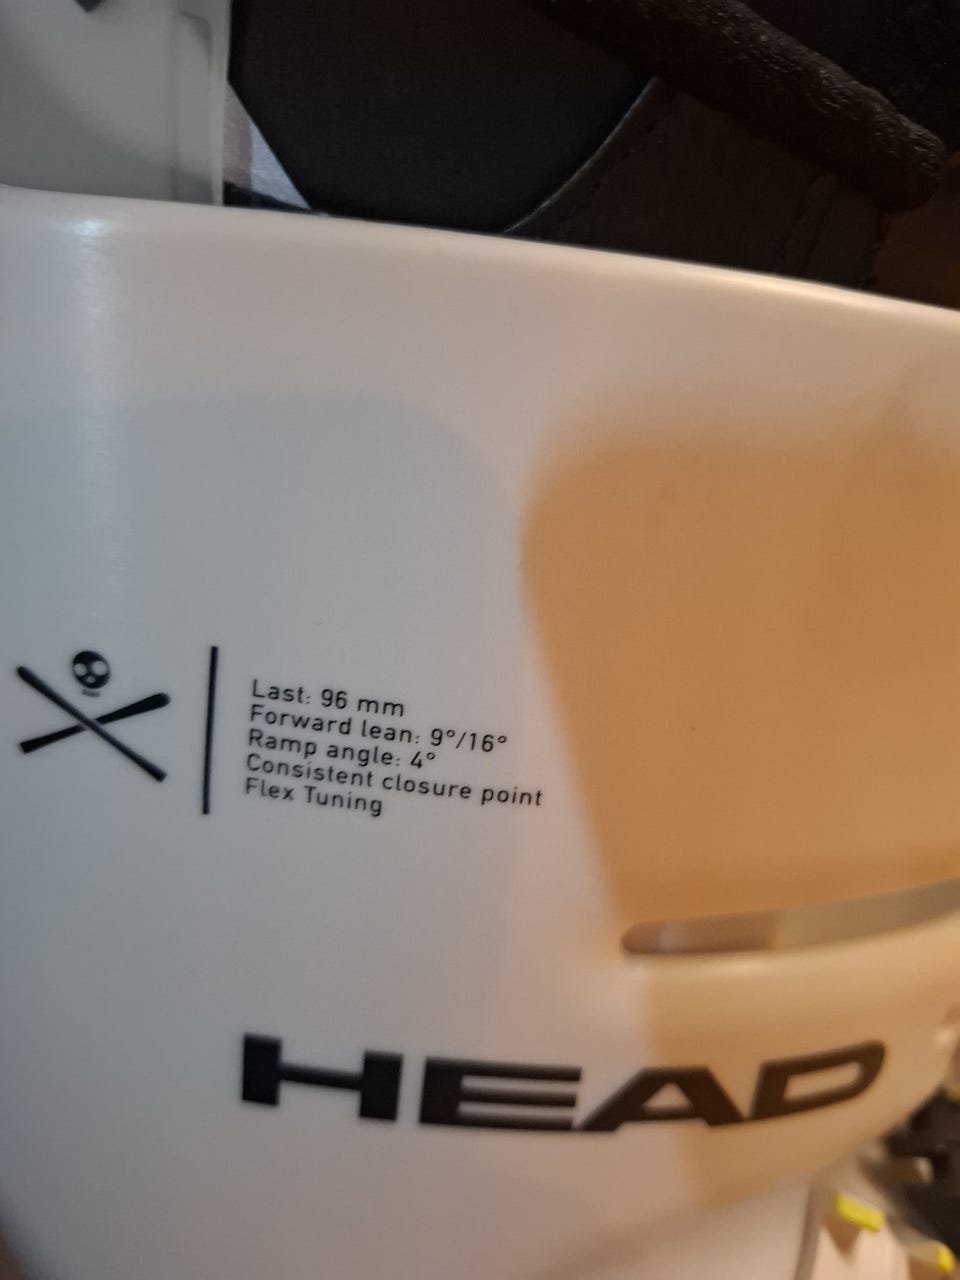 Last: 96 mm
Forward lean: 9°/16°
Ramp angle: 4°
Consistent closure point
Flex Tuning
HEAD